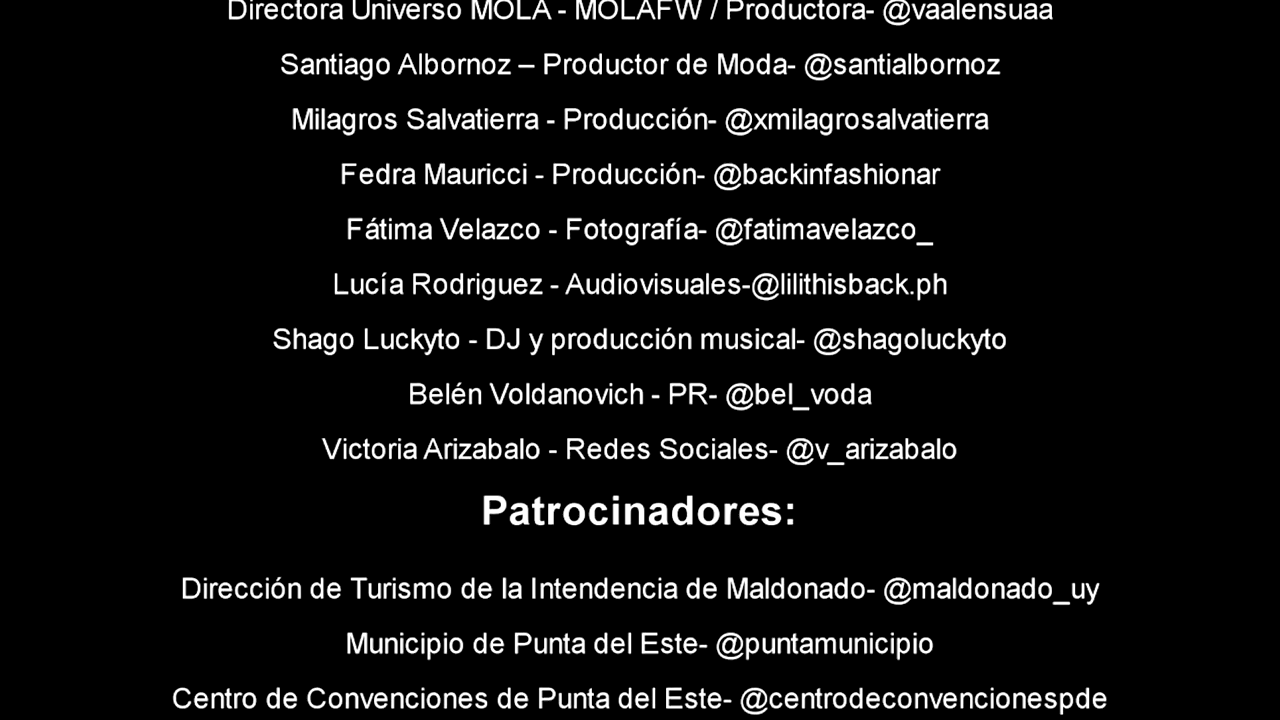 Directora Universo MOLA - MOLAFW / Productora- @vaalensuaa
Santiago Albornoz – Productor de Moda- @santialbornoz
Milagros Salvatierra - Producción- @xmilagrosalvatierra
Fedra Mauricci - Producción- @backinfashionar
Fátima Velazco - Fotografía- @fatimavelazco_
Lucía Rodriguez - Audiovisuales-@lilithisback.ph
Shago Luckyto - DJ y producción musical- @shagoluckyto
Belén Voldanovich - PR- @bel_voda
Victoria Arizabalo - Redes Sociales- @v_arizabalo
Patrocinadores:
Dirección de Turismo de la Intendencia de Maldonado- @maldonado_uy
Municipio de Punta del Este- @puntamunicipio
Centro de Convenciones de Punta del Este- @centrodeconvencionespde